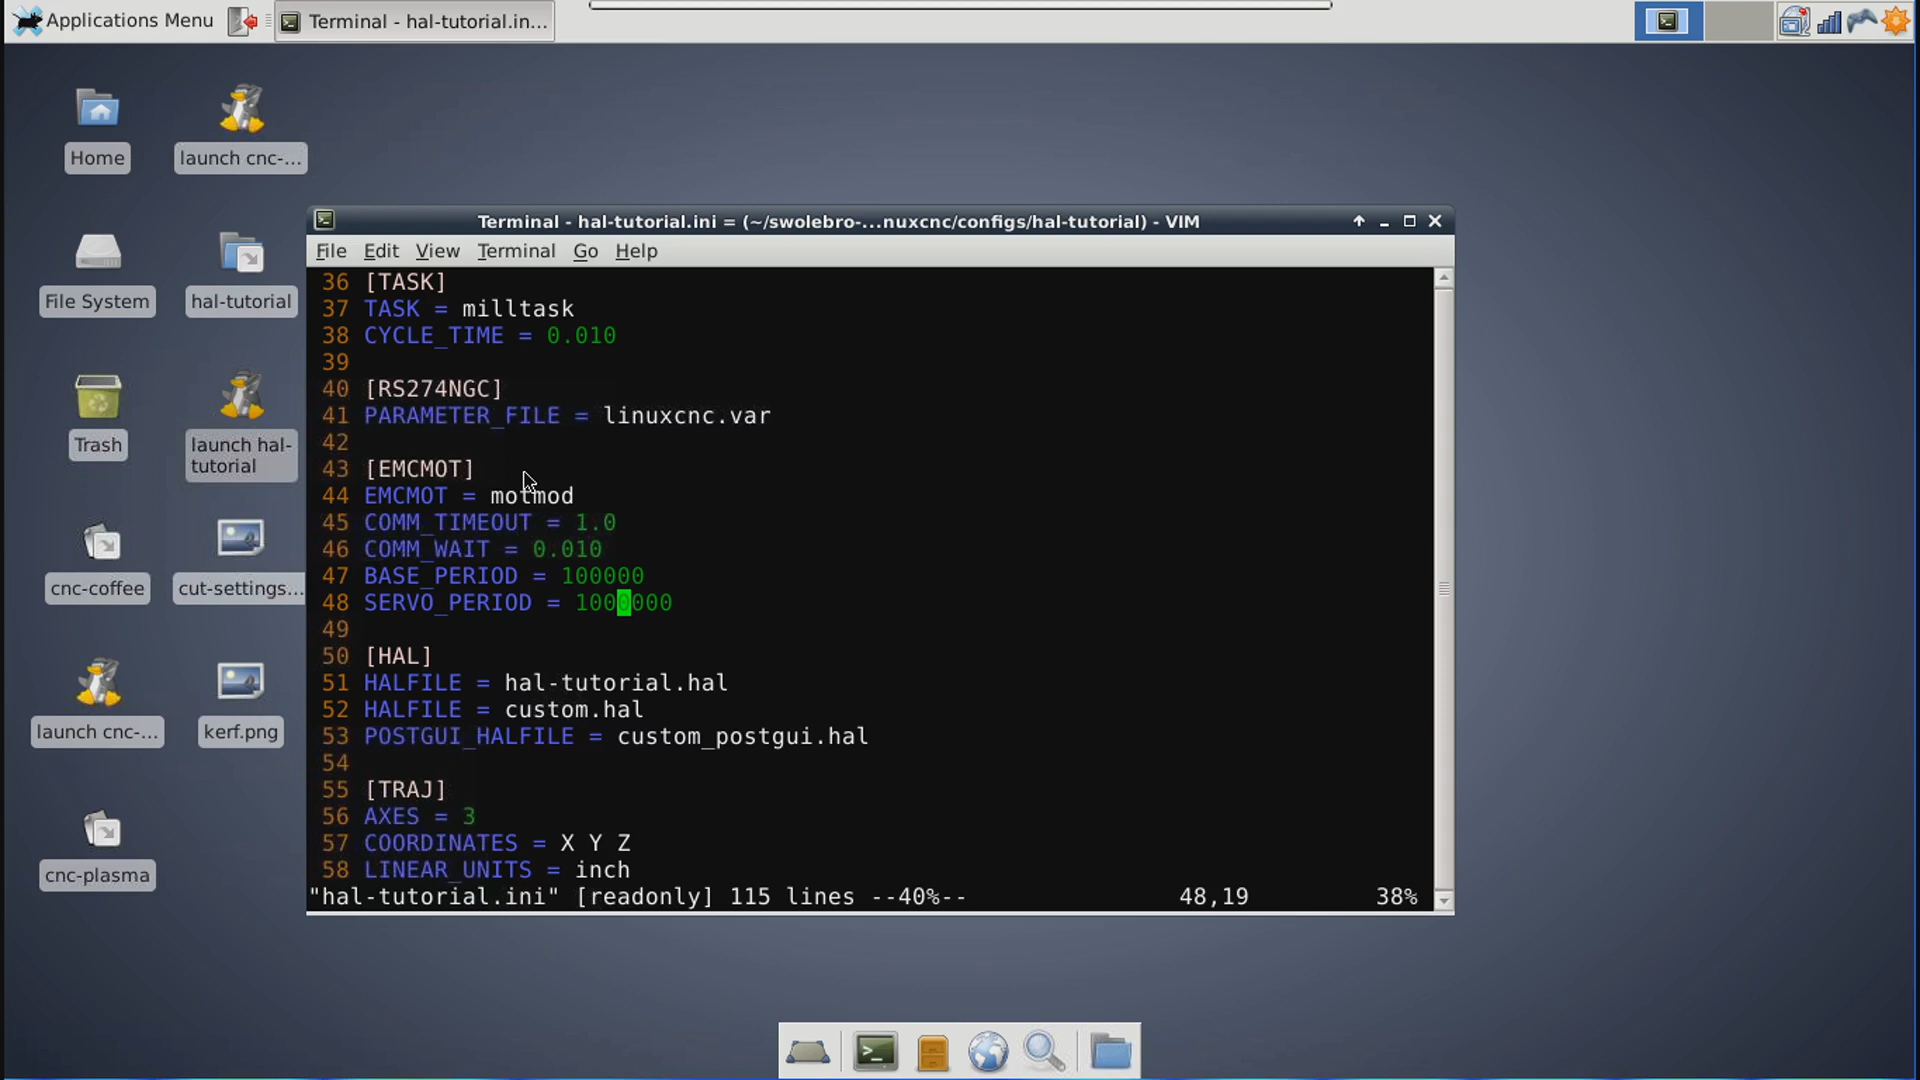 Applications Menu
Terminal - hal-tutorial.in...
Home
launch cnc-...
File System
hal-tutorial
Trash
launch hal-
tutorial
cnc-coffee
cut-settings...
launch cnc-...
kerf.png
cnc-plasma
Terminal - hal-tutorial.ini = (~/swolebro-...nuxcnc/configs/hal-tutorial) - VIM
File Edit View Terminal Go Help
36 [TASK]
37 TASK = milltask
38 CYCLE_TIME = 0.010
39
40 [RS274NGC]
41 PARAMETER_FILE = linuxcnc.var
42
43 [EMCMOT]
44 EMCMOT = motmod
45 COMM_TIMEOUT = 1.0
46 COMM_WAIT = 0.010
47 BASE_PERIOD = 100000
48 SERVO_PERIOD = 1000000
49
50 [HAL]
51 HALFILE = hal-tutorial.hal
52 HALFILE = custom.hal
53 POSTGUI_HALFILE = custom_postgui.hal
54
55 [TRAJ]
56 AXES = 3
57 COORDINATES = X Y Z
58 LINEAR_UNITS = inch
"hal-tutorial.ini" [readonly] 115 lines --40%-- 48,19 38%